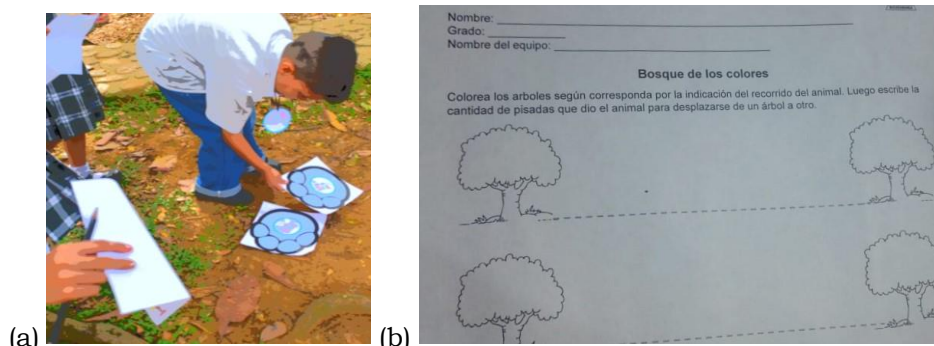 Nombre:
Grado:
Nombre del equipo:
Bosque de los colores
Colorea los arboles según corresponda por la indicación del recorrido del animal. Luego escribe la
cantidad de pisadas que dio el animal para desplazarse de un árbol a otro.
(a)
(b)